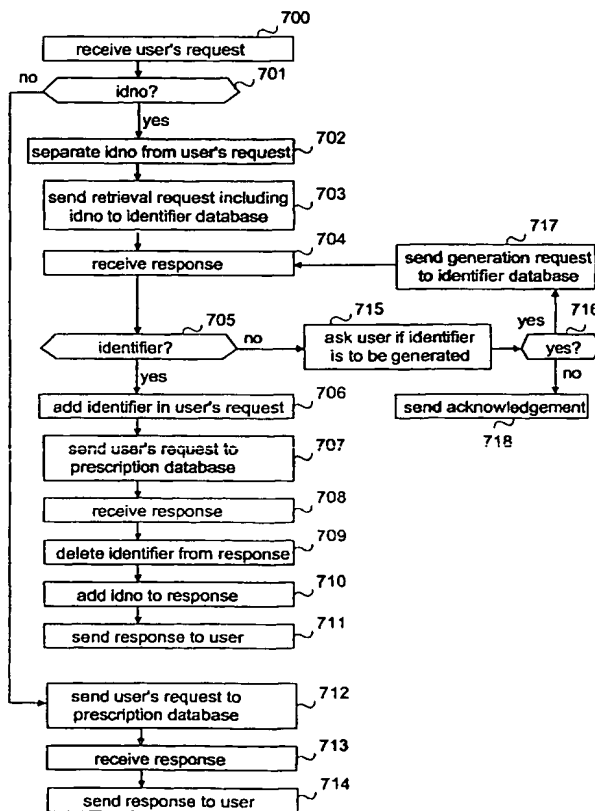 700
receive user's request
no
701
idno?
yes
702
separate idno from user's request
703
send retrieval request including
idno to identifier database
704
receive response
717
send generation request
to identifier database
705
identifier?
no
715
ask user if identifier
is to be generated
yes
716
yes?
no
send acknowledgement
718
yes
706
add identifier in user's request
707
send user's request to
prescription database
708
receive response
709
delete identifier from response
710
add idno to response
711
send response to user
712
send user's request to
prescription database
713
receive response
714
send response to user